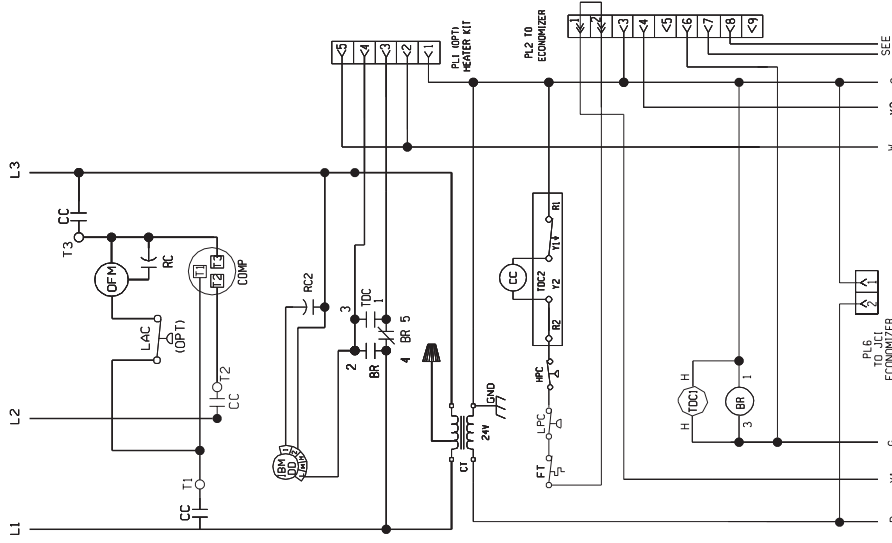 L3
L2
L1
CC
T3
OFM
RC
LAC
(OPT)
T1
T2
T3
COMP
T2
CC
T1
CC
IBM
DD
RC2
3
TDC
1
2
BR
4
BR 5
<5
<4
<3
<2
<1
PL1 (OPT)
HEATER KIT
PL2 TO
ECONOMIZER
1
2
<3
<4
<5
<6
<7
<8
<9
SEE
GND
24V
CT
CC
TDC2
R1
Y1
Y2
R2
HPC
LPC
FT
H
H
TDC1
BR
1
3
1
2
PL6
TO JCI
ECONOMIZER